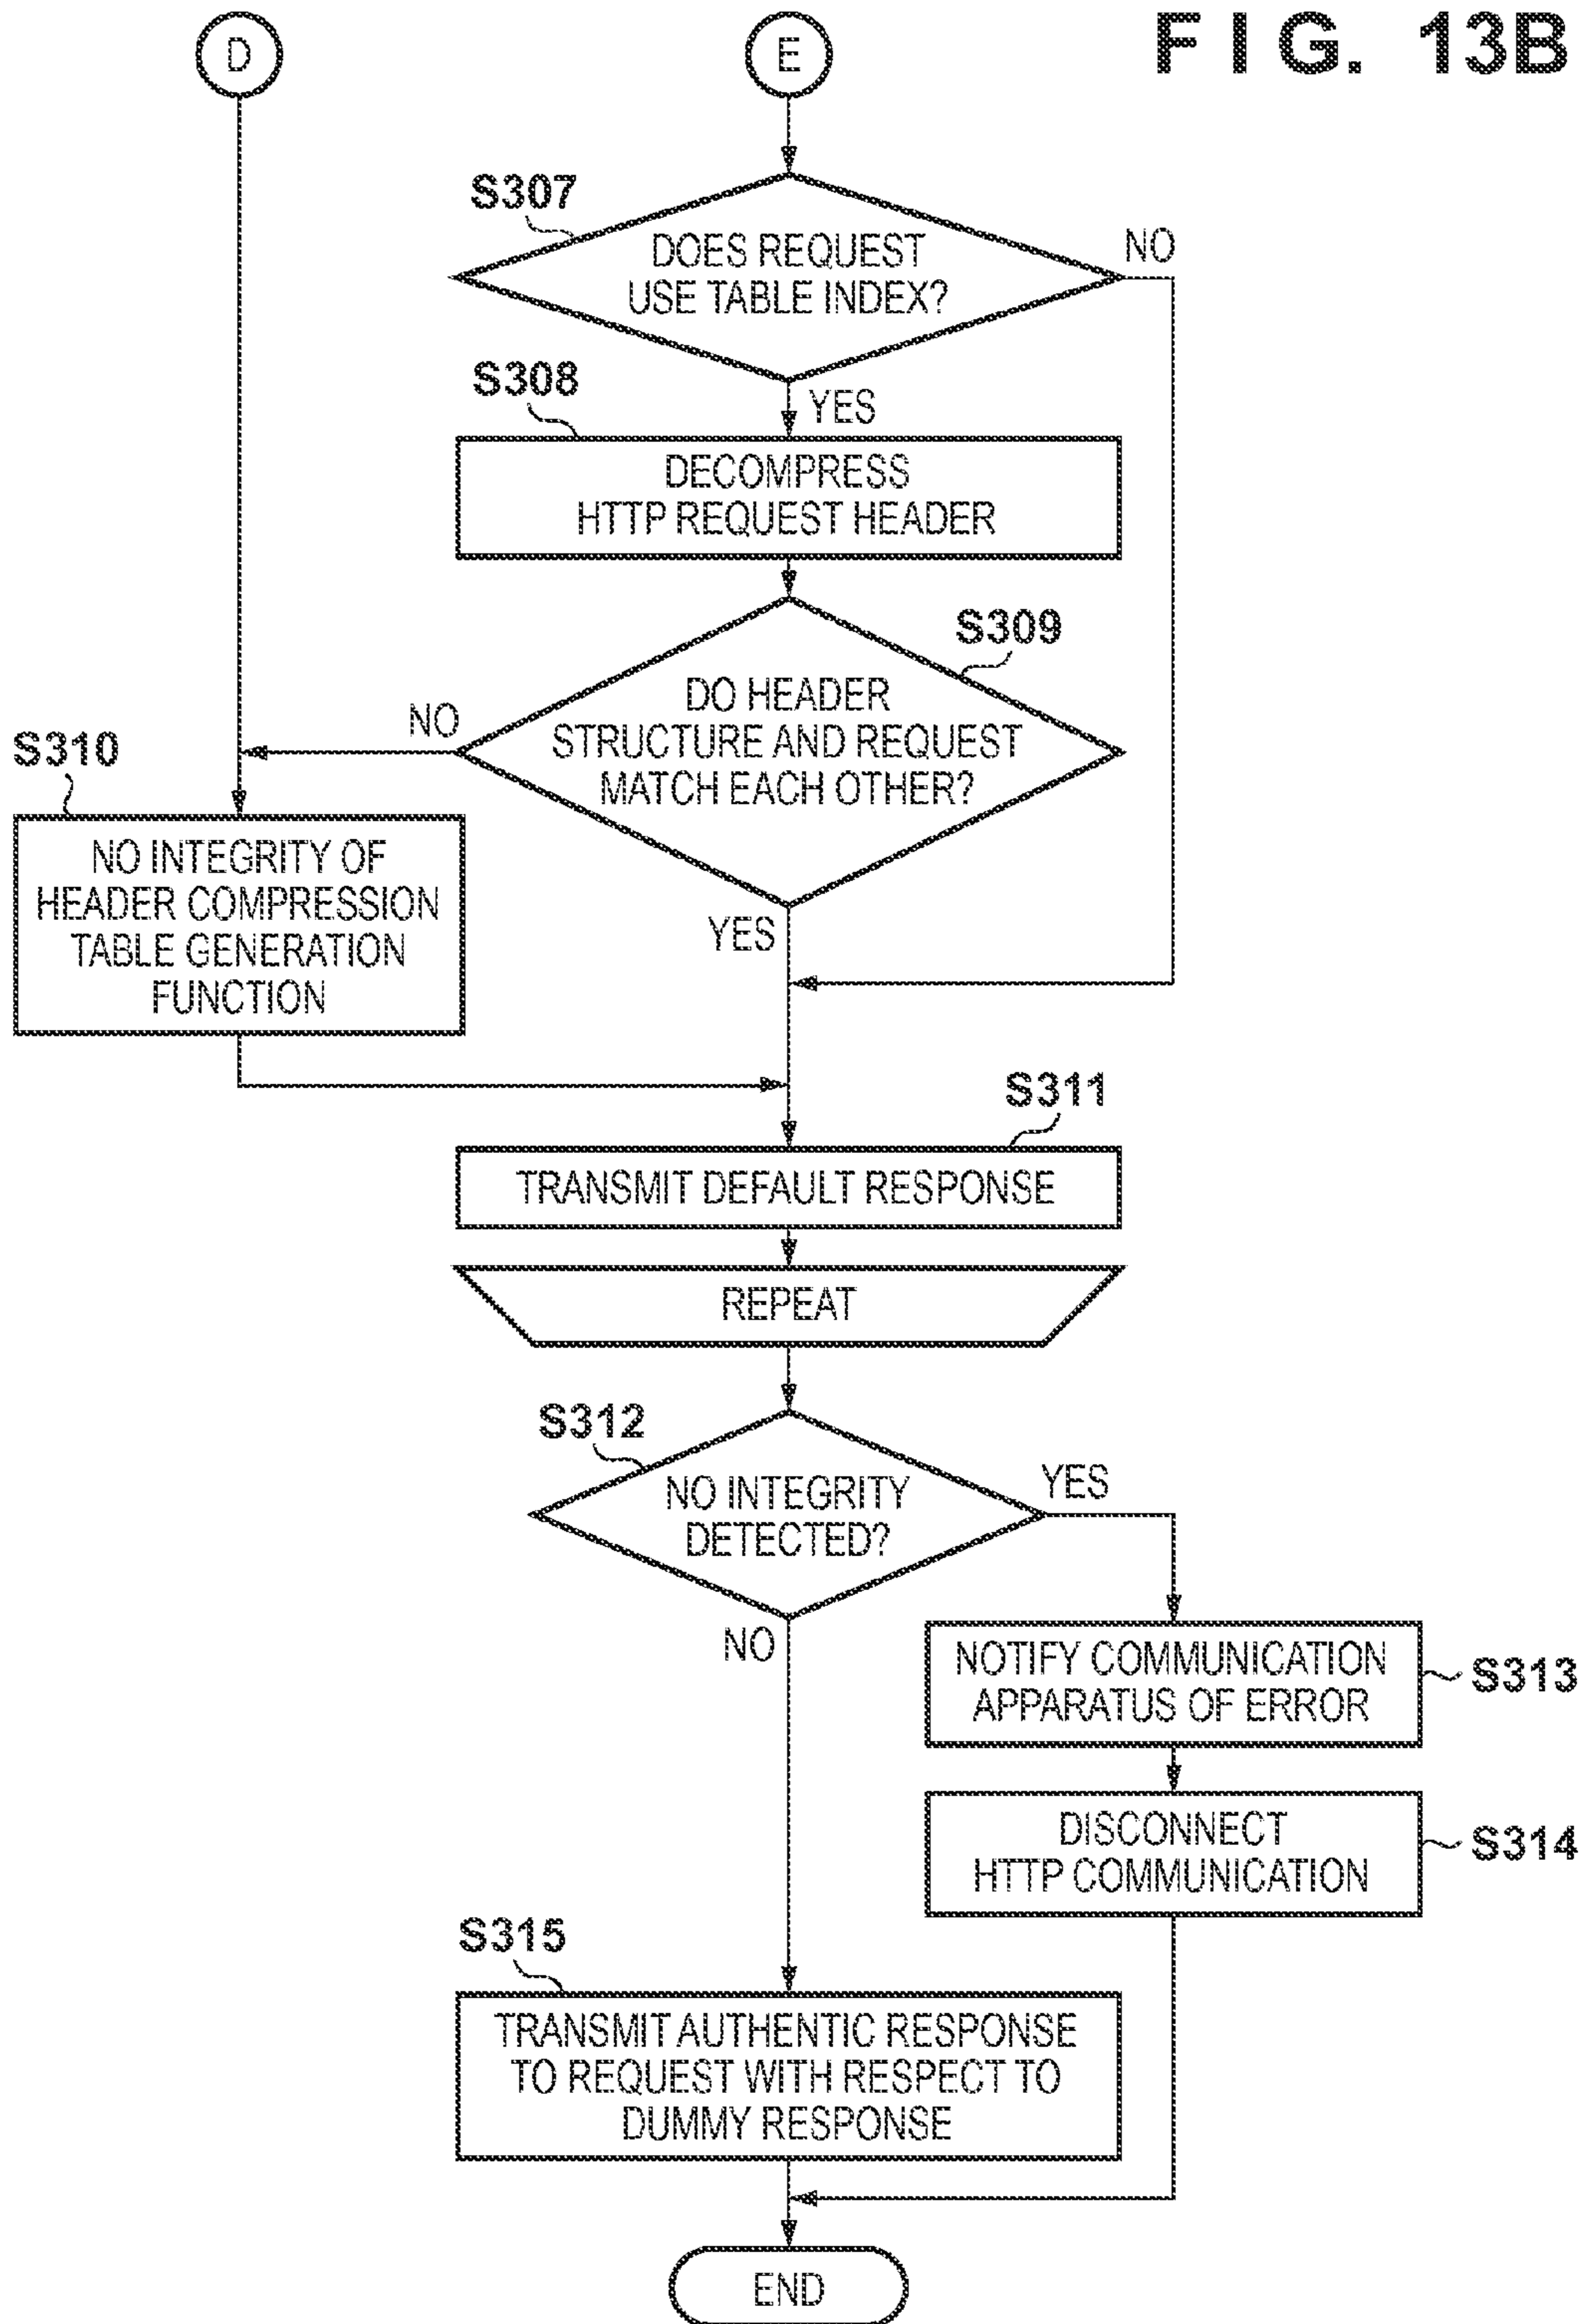 FIG. 13B
D
E
S307
DOES REQUEST
USE TABLE INDEX?
NO
YES
S308
DECOMPRESS
HTTP REQUEST HEADER
S309
DO HEADER
STRUCTURE AND REQUEST
MATCH EACH OTHER?
NO
YES
S310
NO INTEGRITY OF
HEADER COMPRESSION
TABLE GENERATION
FUNCTION
S311
TRANSMIT DEFAULT RESPONSE
REPEAT
S312
NO INTEGRITY
DETECTED?
YES
NO
NOTIFY COMMUNICATION
APPARATUS OF ERROR
S313
DISCONNECT
HTTP COMMUNICATION
S314
S315
TRANSMIT AUTHENTIC RESPONSE
TO REQUEST WITH RESPECT TO
DUMMY RESPONSE
END